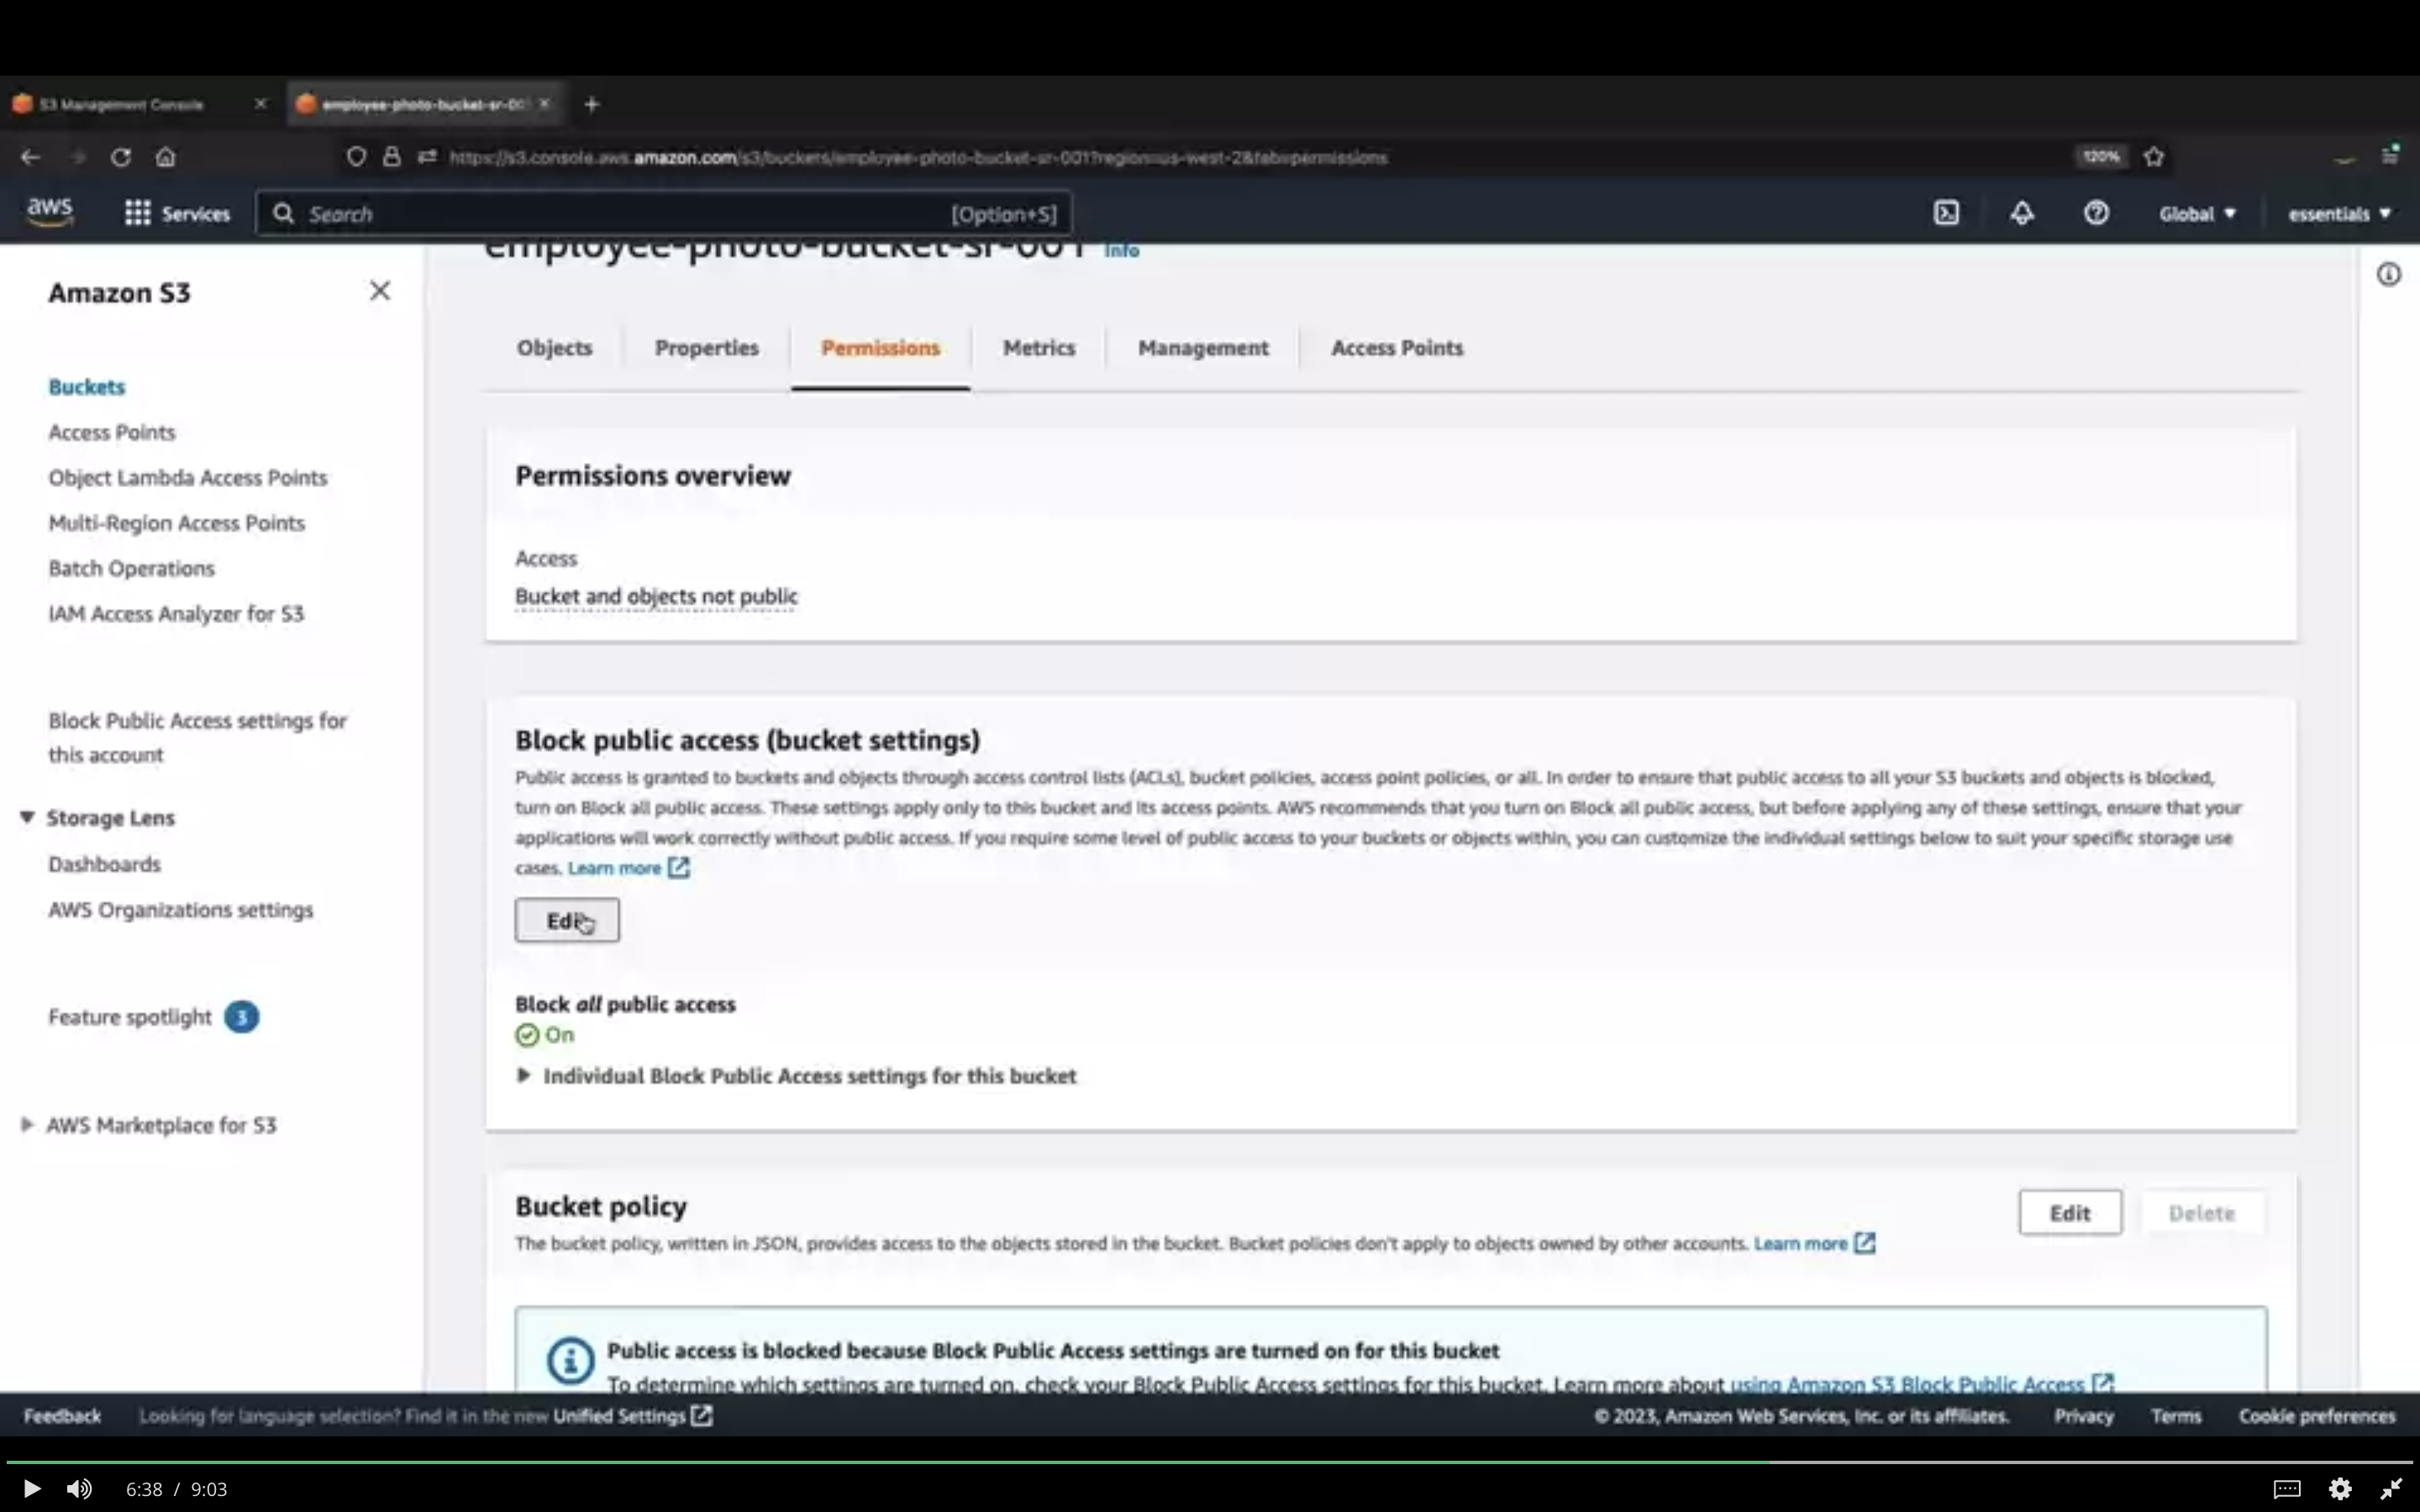 S3 Management Console
employee-photo-bucket-sr-00
https://s3.console.aws.amazon.com/s3/buckets/employee-photo-bucket-sr-001?region=us-west-2&tab=permissions
120%
aws
Services
Search
[Option+S]
Global
essentials
employee-photo-bucket-sr-001 Info
Amazon S3
Buckets
Access Points
Object Lambda Access Points
Multi-Region Access Points
Batch Operations
IAM Access Analyzer for S3
Block Public Access settings for
this account
Storage Lens
Dashboards
AWS Organizations settings
Feature spotlight 3
AWS Marketplace for S3
Objects
Properties
Permissions
Metrics
Management
Access Points
Permissions overview
Access
Bucket and objects not public
Block public access (bucket settings)
Public access is granted to buckets and objects through access control lists (ACLs), bucket policies, access point policies, or all. In order to ensure that public access to all your S3 buckets and objects is blocked,
turn on Block all public access. These settings apply only to this bucket and its access points. AWS recommends that you turn on Block all public access, but before applying any of these settings, ensure that your
applications will work correctly without public access. If you require some level of public access to your buckets or objects within, you can customize the individual settings below to suit your specific storage use
cases. Learn more
Edit
Block all public access
On
Individual Block Public Access settings for this bucket
Bucket policy
Edit
Delete
The bucket policy, written in JSON, provides access to the objects stored in the bucket. Bucket policies don't apply to objects owned by other accounts. Learn more
Public access is blocked because Block Public Access settings are turned on for this bucket
To determine which settings are turned on, check your Block Public Access settings for this bucket. Learn more about using Amazon S3 Block Public Access
Feedback
Looking for language selection? Find it in the new Unified Settings
© 2023, Amazon Web Services, Inc. or its affiliates.
Privacy
Terms
Cookie preferences
6:38 / 9:03